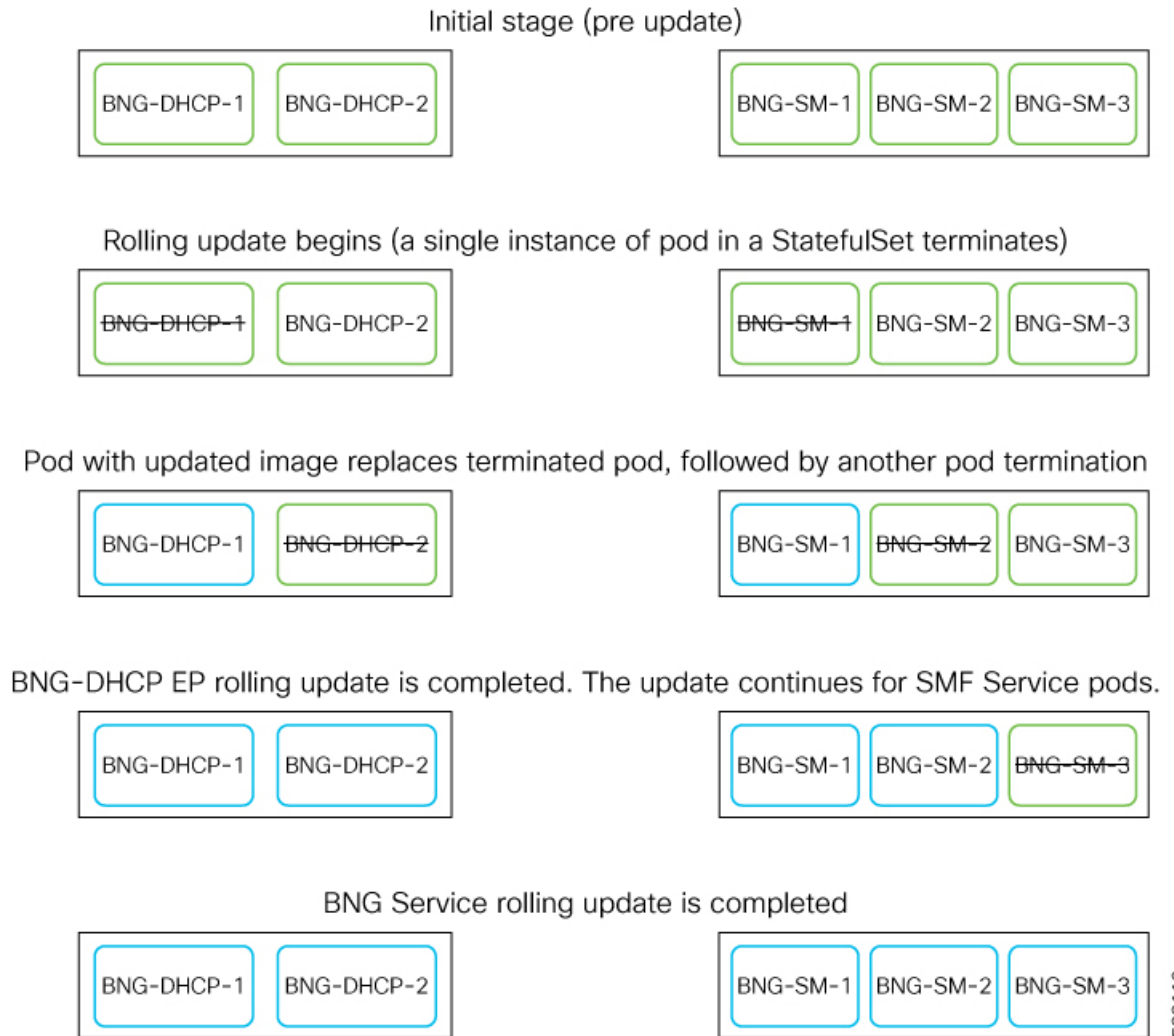 Initial stage (pre update)
BNG-DHCP-1 BNG-DHCP-2 BNG-SM-1 BNG-SM-2 BNG-SM-3
Rolling update begins (a single instance of pod in a StatefulSet terminates)
BNG-DHCP-1 BNG-DHCP-2 BNG-SM-1 BNG-SM-2 BNG-SM-3
Pod with updated image replaces terminated pod, followed by another pod termination
BNG-DHCP-1 BNG-DHCP-2 BNG-SM-1 BNG-SM-2 BNG-SM-3
BNG-DHCP EP rolling update is completed. The update continues for SMF Service pods.
BNG-DHCP-1 BNG-DHCP-2 BNG-SM-1 BNG-SM-2 BNG-SM-3
BNG Service rolling update is completed
BNG-DHCP-1 BNG-DHCP-2 BNG-SM-1 BNG-SM-2 BNG-SM-3